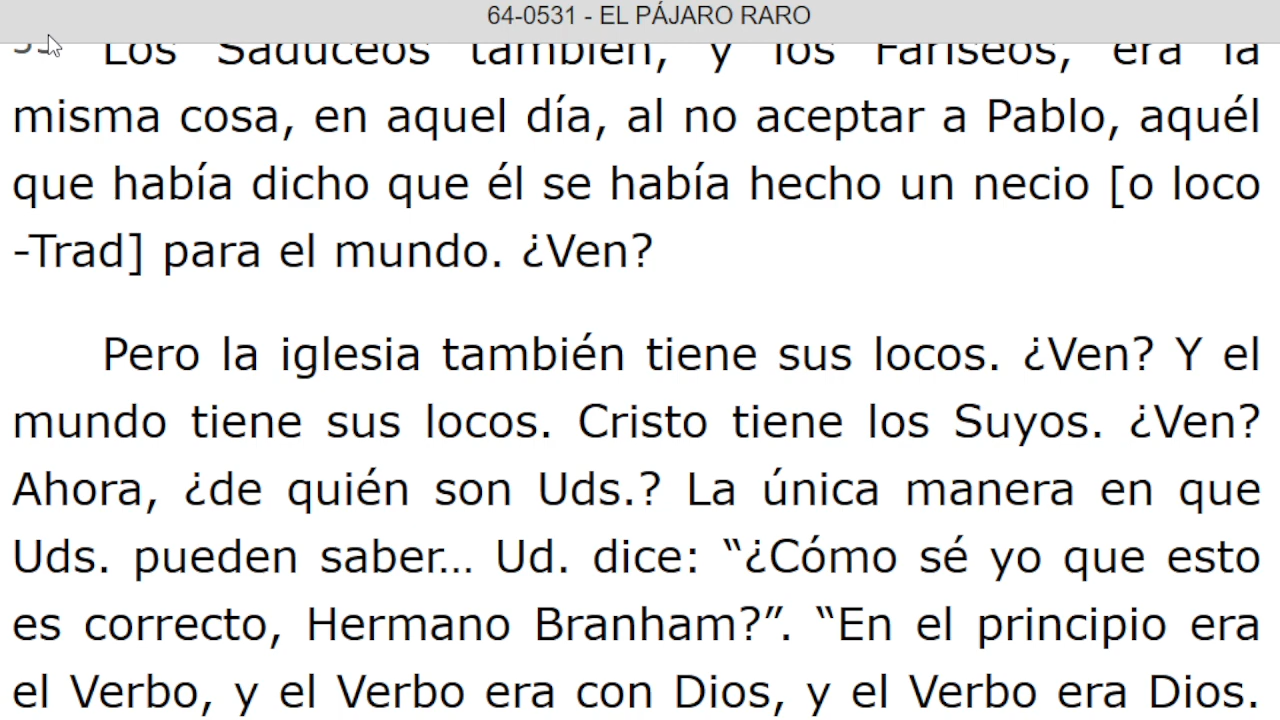 64-0531 - EL PÁJARO RARO
Los Saduceos también, y los Fariseos, era la
misma cosa, en aquel día, al no aceptar a Pablo, aquél
que había dicho que él se había hecho un necio [o loco
-Trad] para el mundo. ¿Ven?
Pero la iglesia también tiene sus locos. ¿Ven? Y el
mundo tiene sus locos. Cristo tiene los Suyos. ¿Ven?
Ahora, ¿de quién son Uds.? La única manera en que
Uds. pueden saber... Ud. dice: “¿Cómo sé yo que esto
es correcto, Hermano Branham?”. “En el principio era
el Verbo, y el Verbo era con Dios, y el Verbo era Dios.